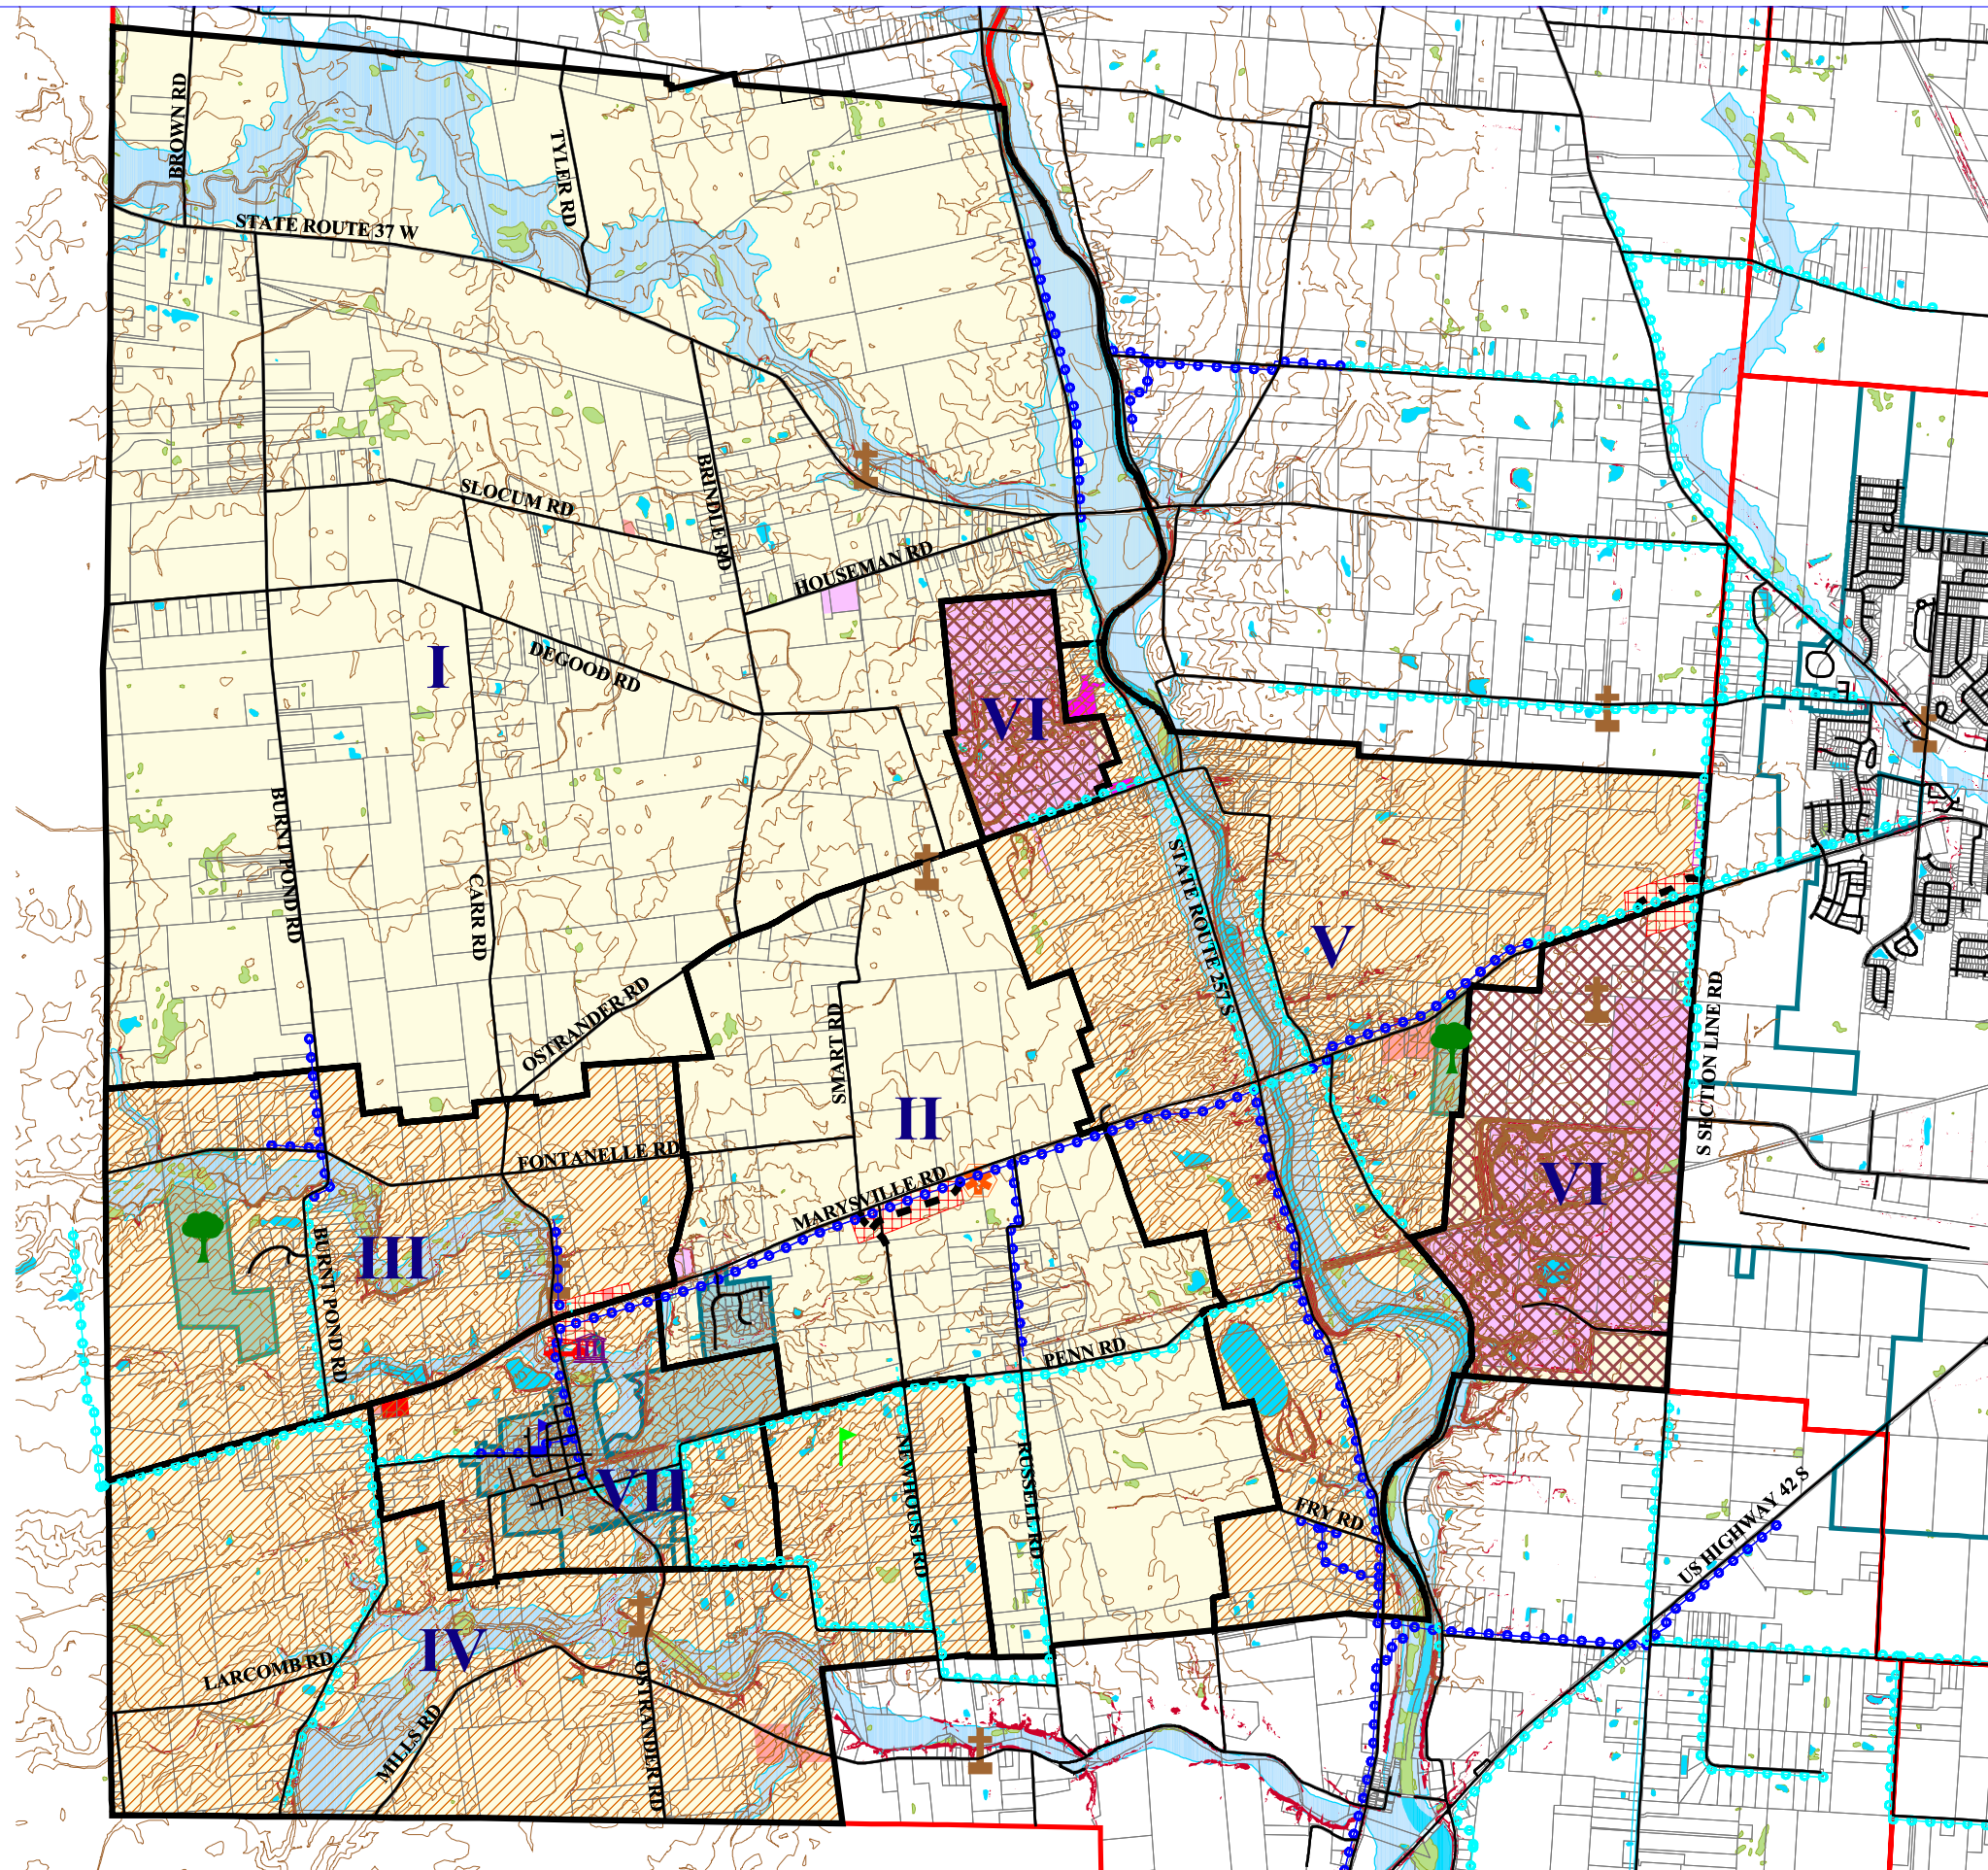 BROWN RD
TYLER RD
STATE ROUTE 37 W
BRINDLE RD
SLOCUM RD
HOUSEMAN RD
I
DEGOOD RD
VI
BURNT POND RD
CARR RD
STATE ROUTE 257 S
V
OSTRANDER RD
SMART RD
S SECTION LINE RD
II
FONTANELLE RD
VI
MARYSVILLE RD
III
BURNT POND RD
PENN RD
VII
NEWHOUSE RD
RUSSELL RD
FRY RD
US HIGHWAY 42 S
IV
LARCOMB RD
OSTRANDER RD
MILLS RD